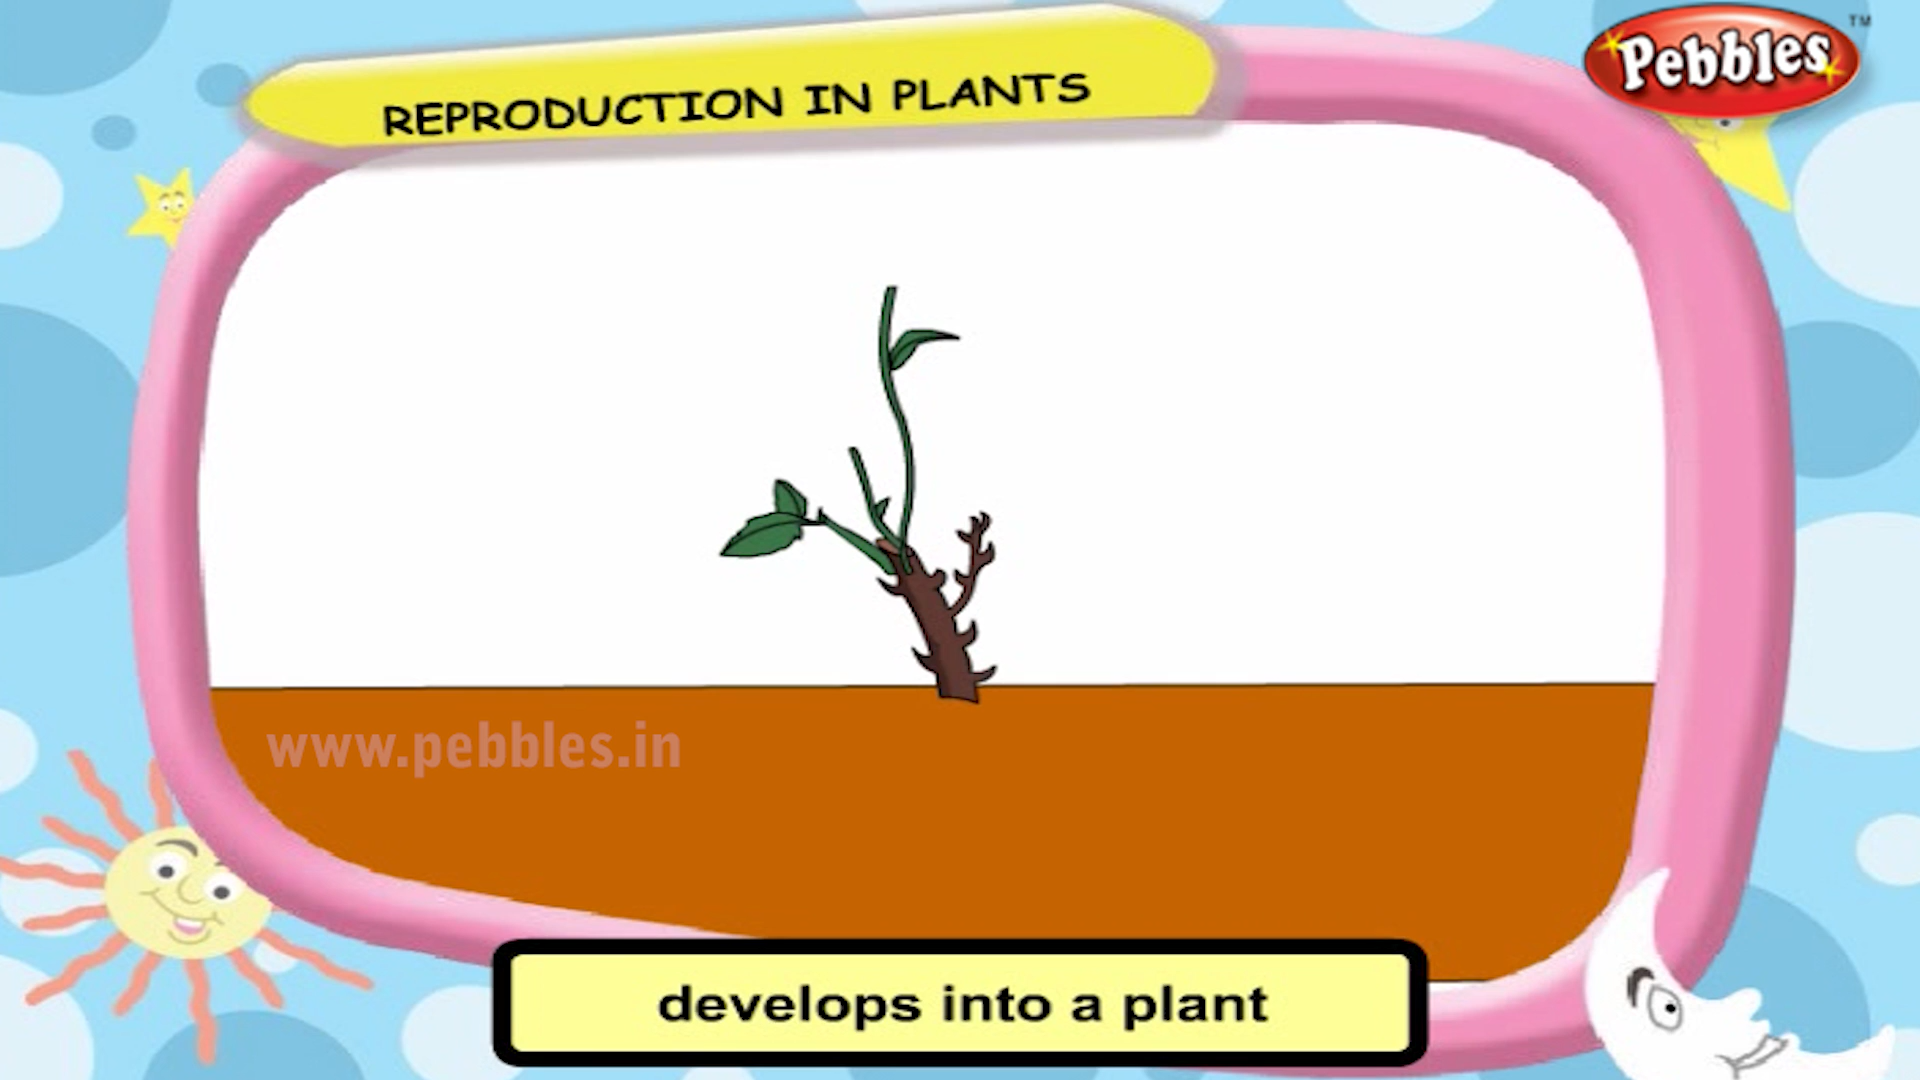 REPRODUCTION IN PLANTS
Pebbles TM
www.pebbles.in
develops into a plant